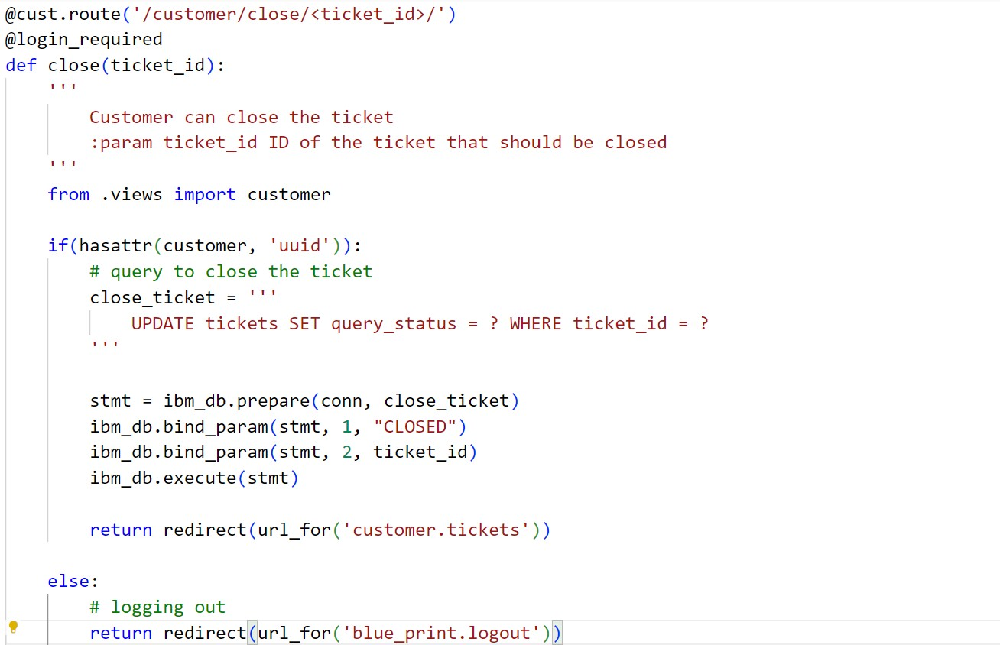 @cust.route('/customer/close/<ticket_id>/')
@login_required
def close(ticket_id):
    '''
        Customer can close the ticket
        :param ticket_id ID of the ticket that should be closed
    '''
    from .views import customer

    if(hasattr(customer, 'uuid')):
        # query to close the ticket
        close_ticket = '''
            UPDATE tickets SET query_status = ? WHERE ticket_id = ?
        '''

        stmt = ibm_db.prepare(conn, close_ticket)
        ibm_db.bind_param(stmt, 1, "CLOSED")
        ibm_db.bind_param(stmt, 2, ticket_id)
        ibm_db.execute(stmt)

        return redirect(url_for('customer.tickets'))

    else:
        # logging out
        return redirect(url_for('blue_print.logout'))